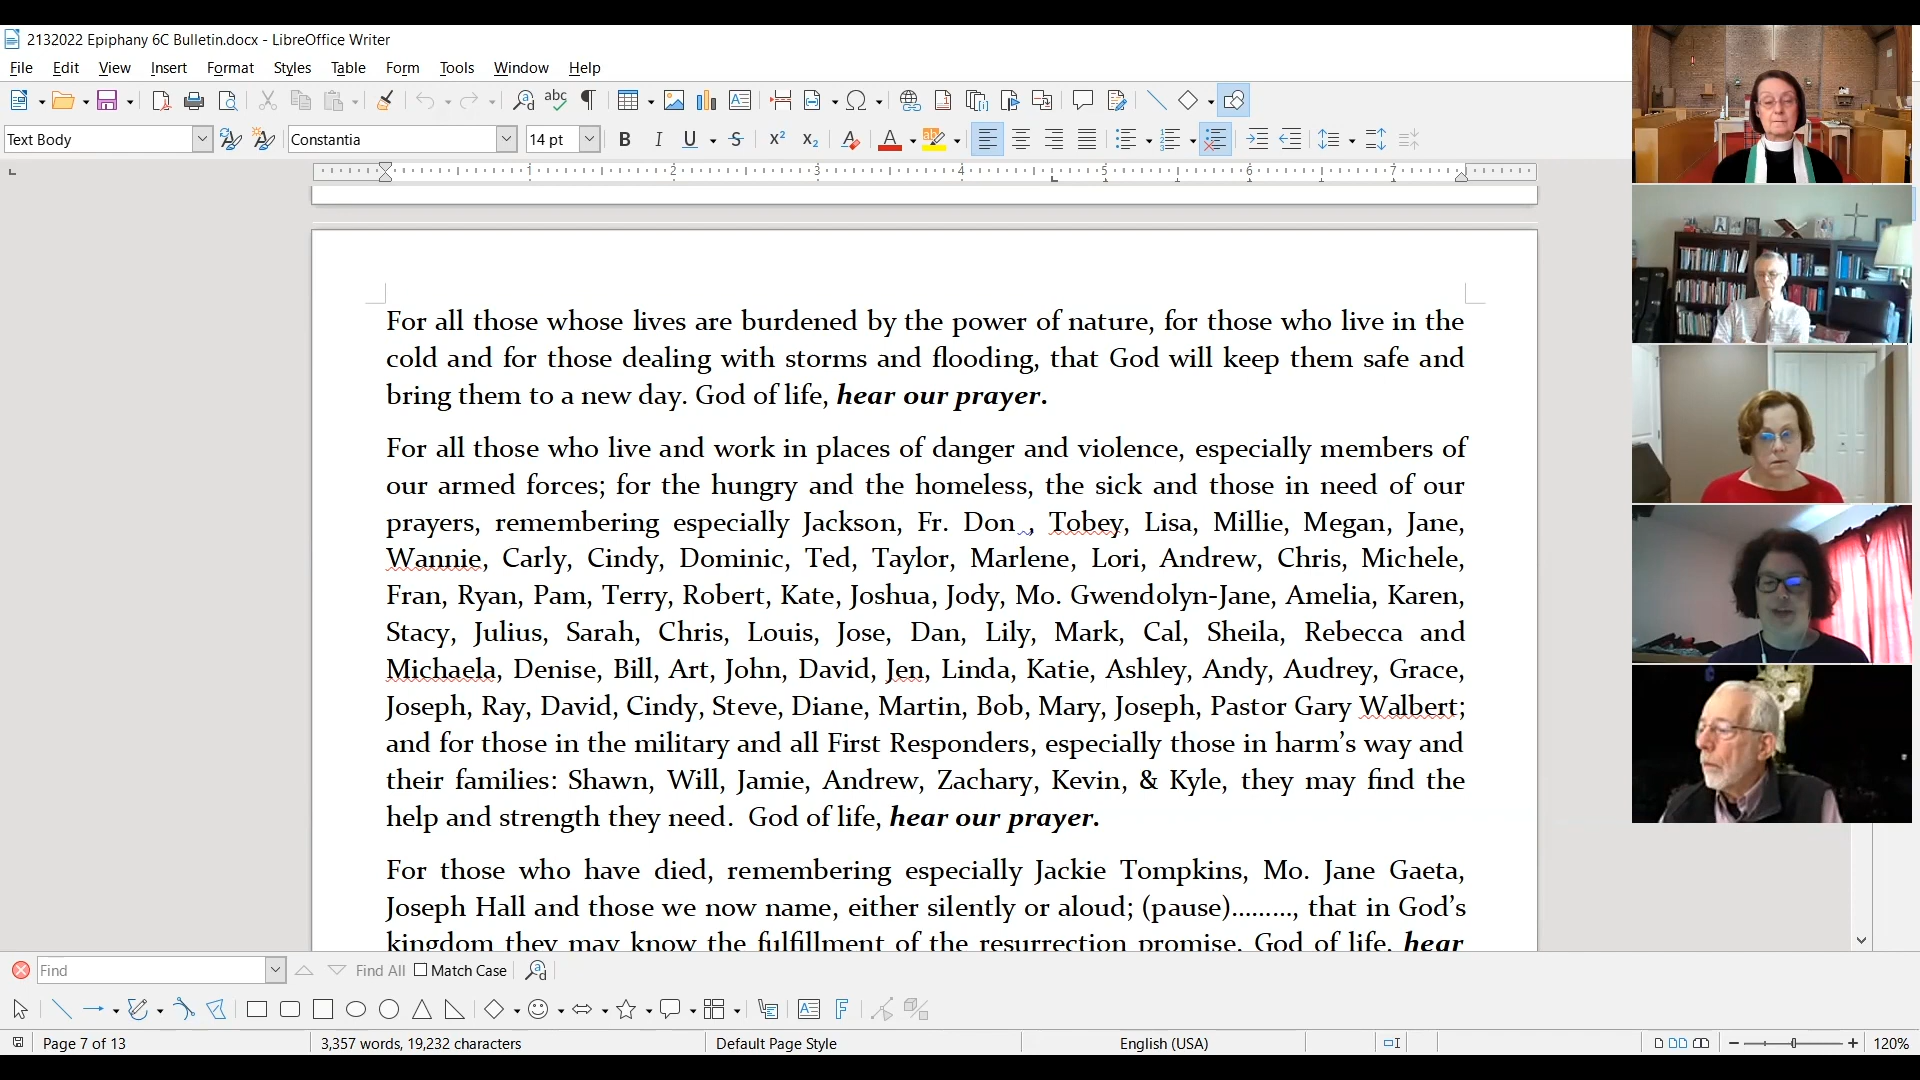 2132022 Epiphany 6C Bulletin.docx - LibreOffice Writer
File Edit View Insert Format Styles Table Form Tools Window Help
Text Body Constantia 14 pt
1 2 3 4 5 6 7
For all those whose lives are burdened by the power of nature, for those who live in the
cold and for those dealing with storms and flooding, that God will keep them safe and
bring them to a new day. God of life, hear our prayer.
For all those who live and work in places of danger and violence, especially members of
our armed forces; for the hungry and the homeless, the sick and those in need of our
prayers, remembering especially Jackson, Fr. Don , Tobey, Lisa, Millie, Megan, Jane,
Wannie, Carly, Cindy, Dominic, Ted, Taylor, Marlene, Lori, Andrew, Chris, Michele,
Fran, Ryan, Pam, Terry, Robert, Kate, Joshua, Jody, Mo. Gwendolyn-Jane, Amelia, Karen,
Stacy, Julius, Sarah, Chris, Louis, Jose, Dan, Lily, Mark, Cal, Sheila, Rebecca and
Michaela, Denise, Bill, Art, John, David, Jen, Linda, Katie, Ashley, Andy, Audrey, Grace,
Joseph, Ray, David, Cindy, Steve, Diane, Martin, Bob, Mary, Joseph, Pastor Gary Walbert;
and for those in the military and all First Responders, especially those in harm's way and
their families: Shawn, Will, Jamie, Andrew, Zachary, Kevin, & Kyle, they may find the
help and strength they need.  God of life, hear our prayer.
For those who have died, remembering especially Jackie Tompkins, Mo. Jane Gaeta,
Joseph Hall and those we now name, either silently or aloud; (pause)........., that in God's
kingdom they may know the fulfillment of the resurrection promise. God of life, hear
Find Find All Match Case
Page 7 of 13 3,357 words, 19,232 characters Default Page Style English (USA) 120%